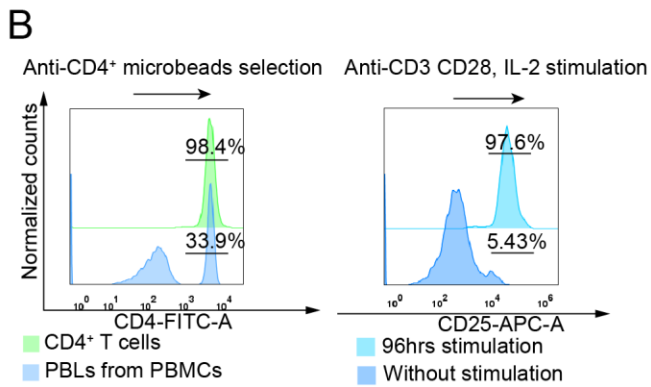 B
Anti-CD4⁺ microbeads selection
Anti-CD3 CD28, IL-2 stimulation
Normalized counts
98.4%
33.9%
10⁰ 10¹ 10² 10³ 10⁴
CD4-FITC-A
CD4⁺ T cells
PBLs from PBMCs
97.6%
5.43%
10⁰ 10² 10⁴ 10⁶
CD25-APC-A
96hrs stimulation
Without stimulation